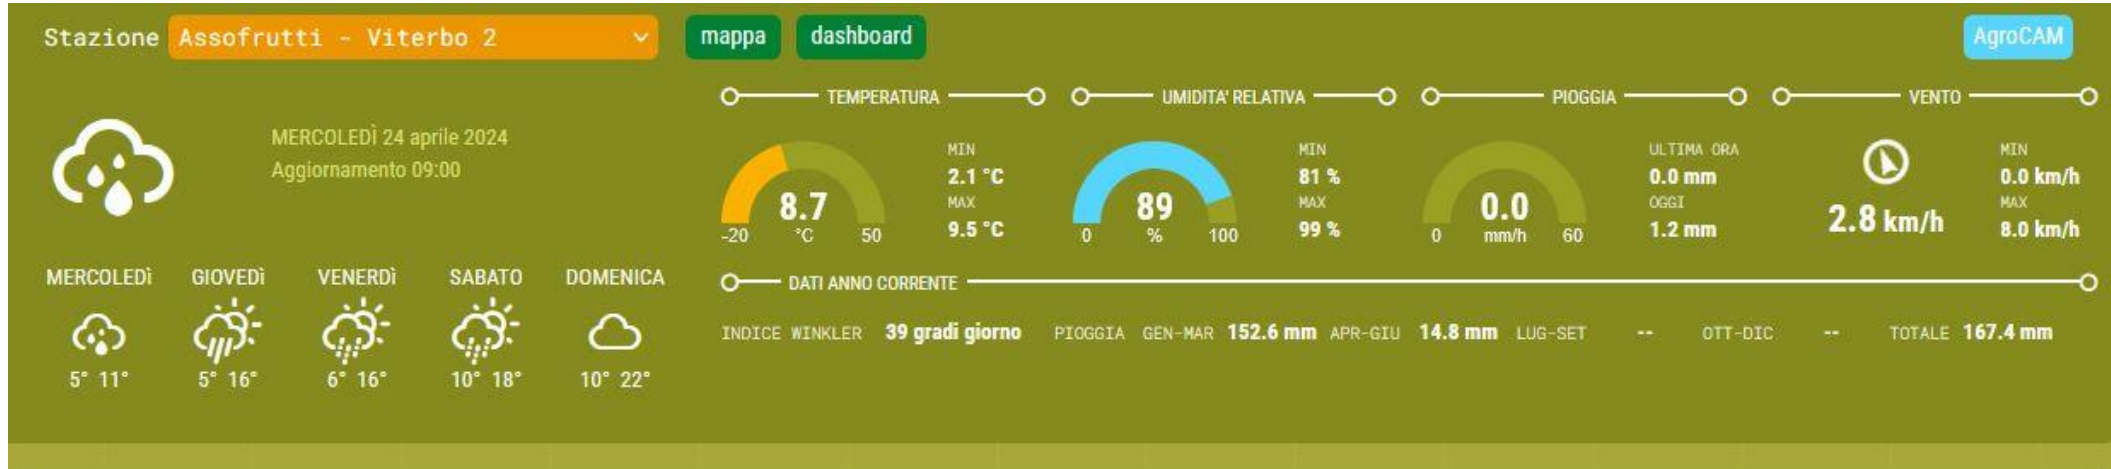 Stazione Assofrutti - Viterbo 2 mappa dashboard AgroCAM
MERCOLEDÌ 24 aprile 2024
Aggiornamento 09:00
TEMPERATURA
8.7
-20 °C 50
MIN
2.1 °C
MAX
9.5 °C
UMIDITA' RELATIVA
89
0 % 100
MIN
81 %
MAX
99 %
PIOGGIA
0.0
0 mm/h 60
ULTIMA ORA
0.0 mm
OGGI
1.2 mm
VENTO
2.8 km/h
MIN
0.0 km/h
MAX
8.0 km/h
MERCOLEDÌ GIOVEDÌ VENERDÌ SABATO DOMENICA
5° 11° 5° 16° 6° 16° 10° 18° 10° 22°
DATI ANNO CORRENTE
INDICE WINKLER 39 gradi giorno PIOGGIA GEN-MAR 152.6 mm APR-GIU 14.8 mm LUG-SET -- OTT-DIC -- TOTALE 167.4 mm